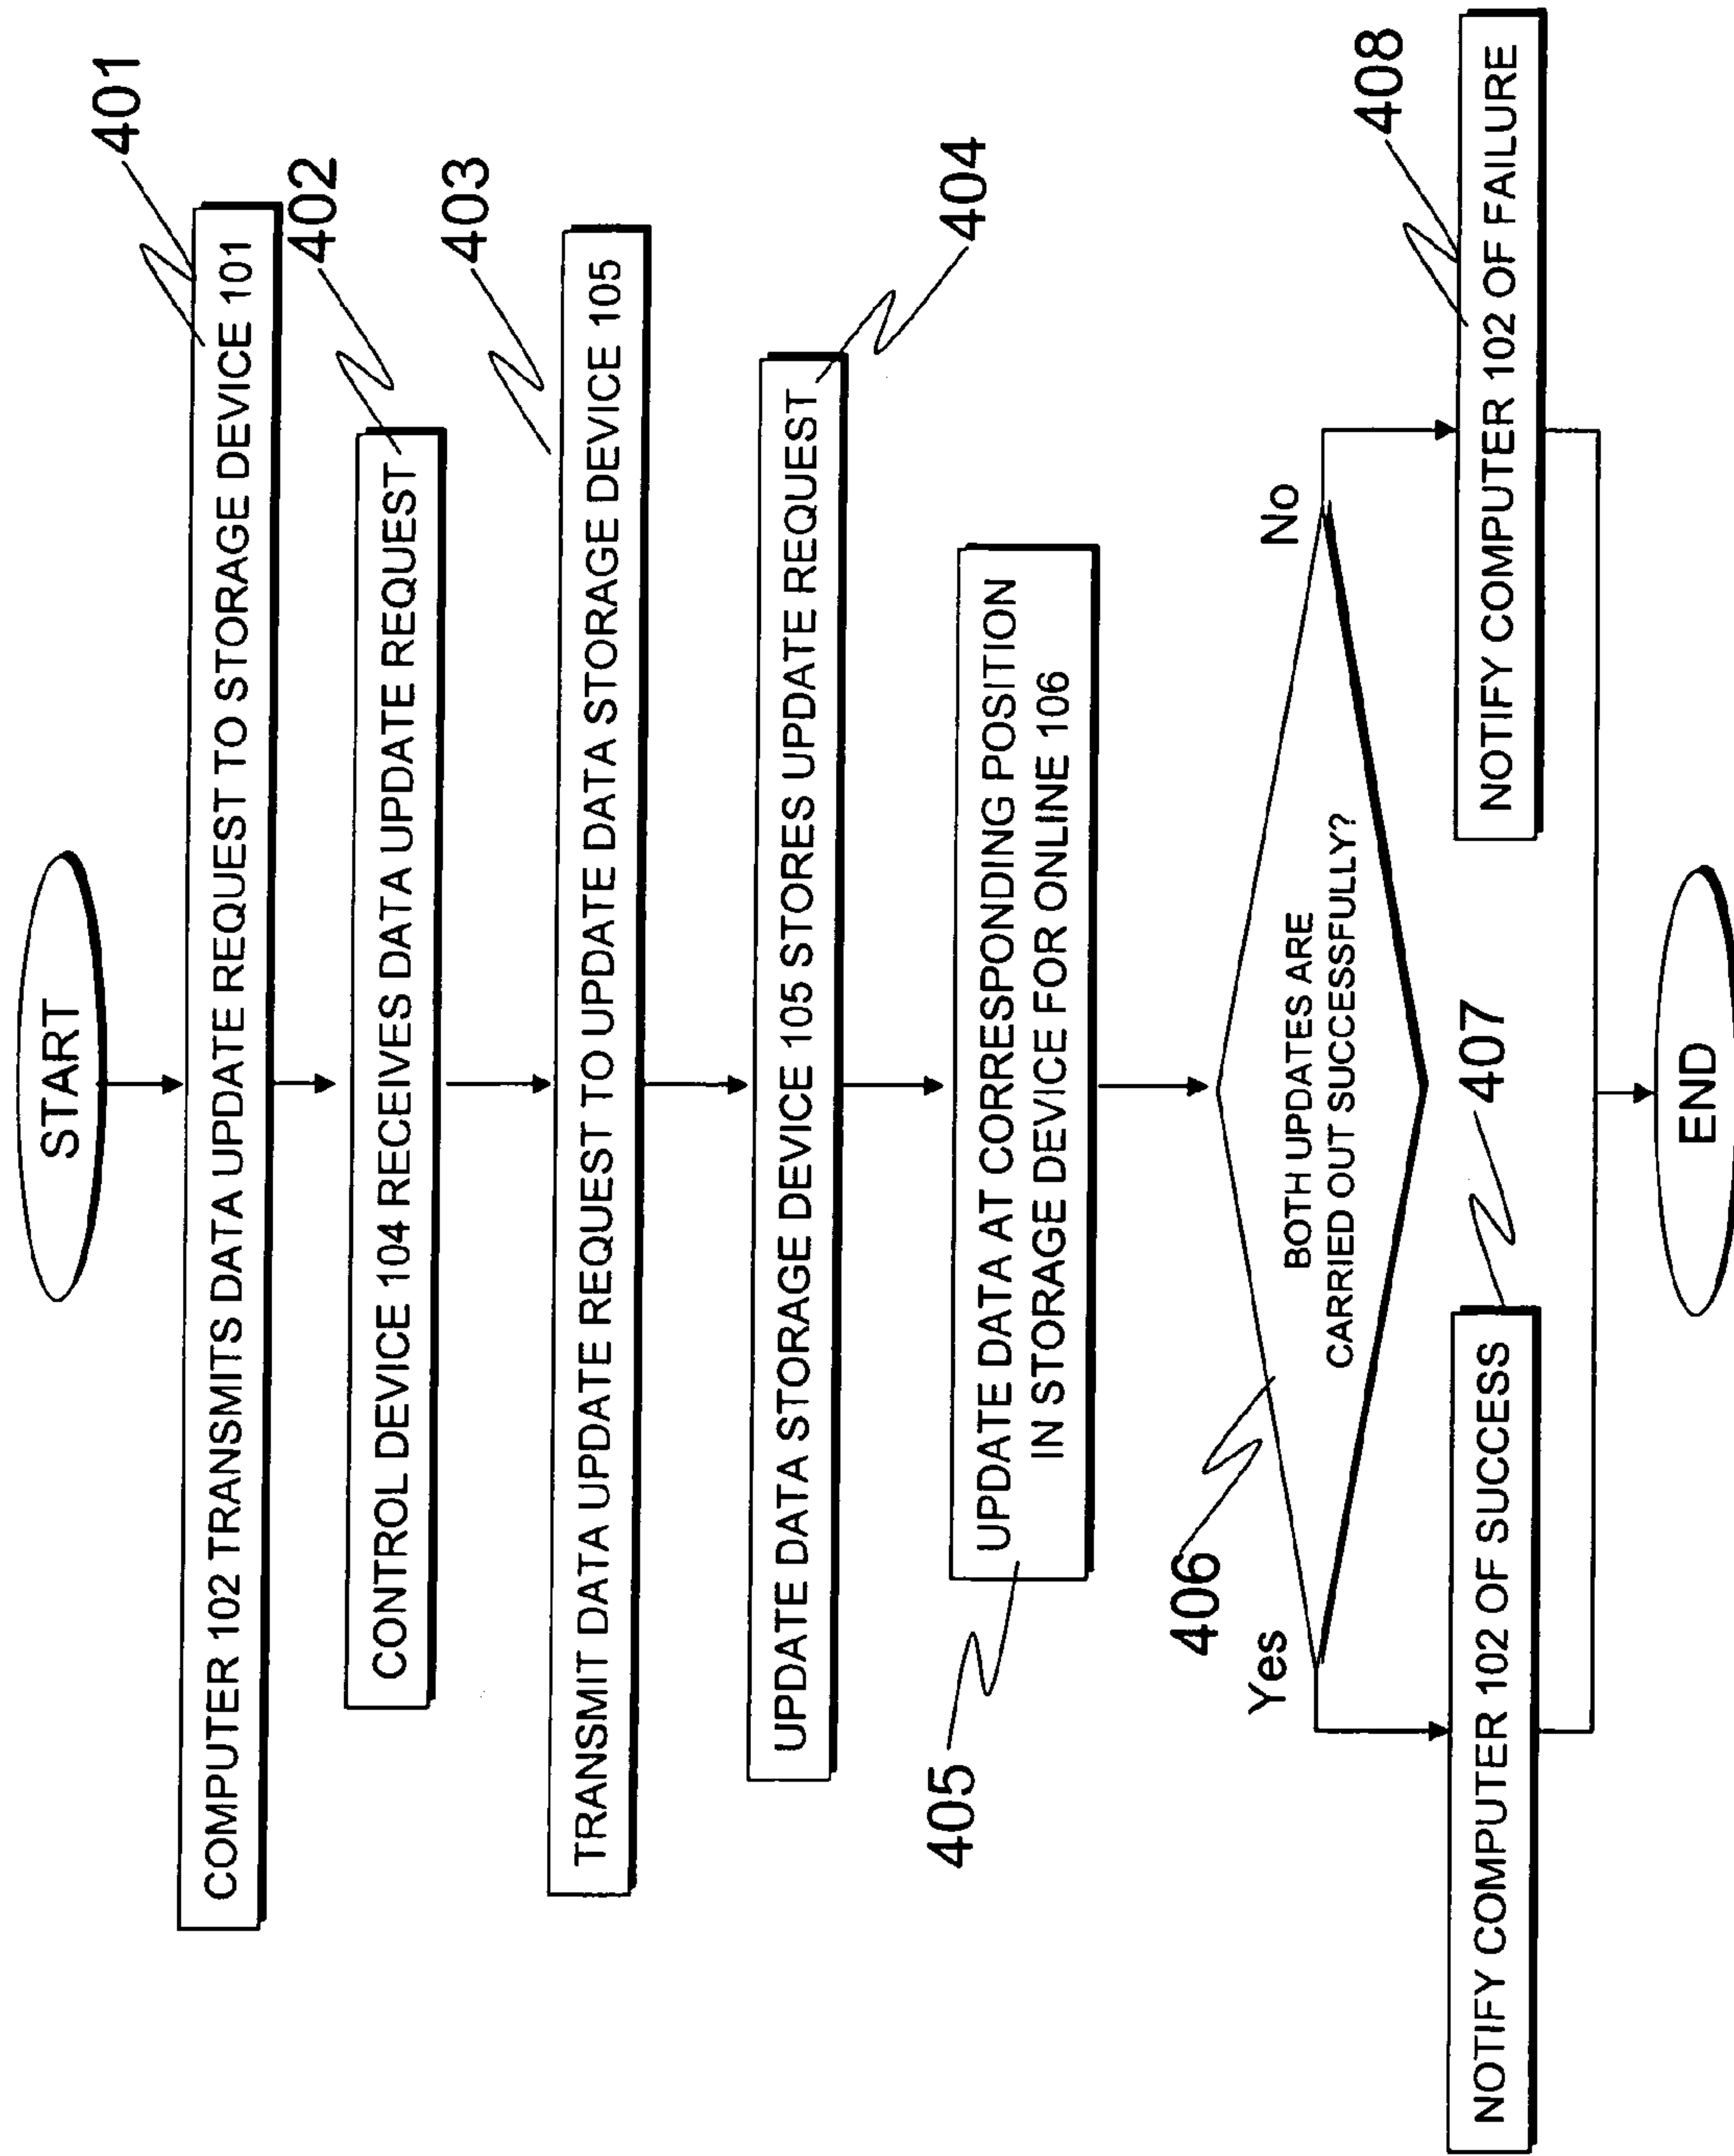 START
401
COMPUTER 102 TRANSMITS DATA UPDATE REQUEST TO STORAGE DEVICE 101
402
CONTROL DEVICE 104 RECEIVES DATA UPDATE REQUEST
403
TRANSMIT DATA UPDATE REQUEST TO UPDATE DATA STORAGE DEVICE 105
UPDATE DATA STORAGE DEVICE 105 STORES UPDATE REQUEST
404
405
UPDATE DATA AT CORRESPONDING POSITION
IN STORAGE DEVICE FOR ONLINE 106
406
BOTH UPDATES ARE
CARRIED OUT SUCCESSFULLY?
Yes
No
407
408
NOTIFY COMPUTER 102 OF SUCCESS
NOTIFY COMPUTER 102 OF FAILURE
END